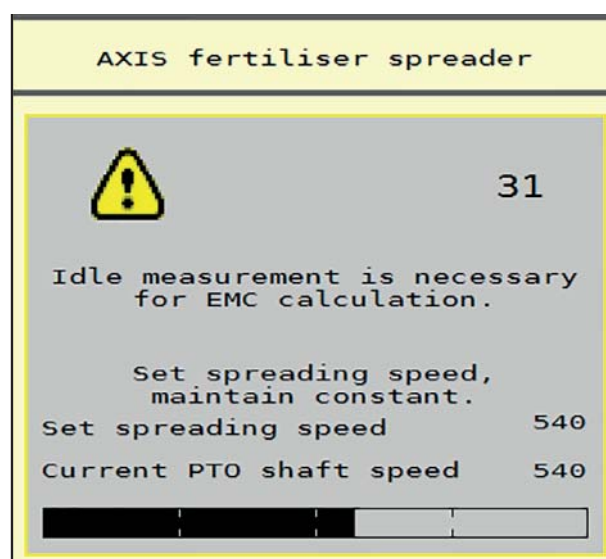 AXIS fertiliser spreader
31
Idle measurement is necessary
for EMC calculation.
Set spreading speed,
maintain constant.
Set spreading speed 540
Current PTO shaft speed 540